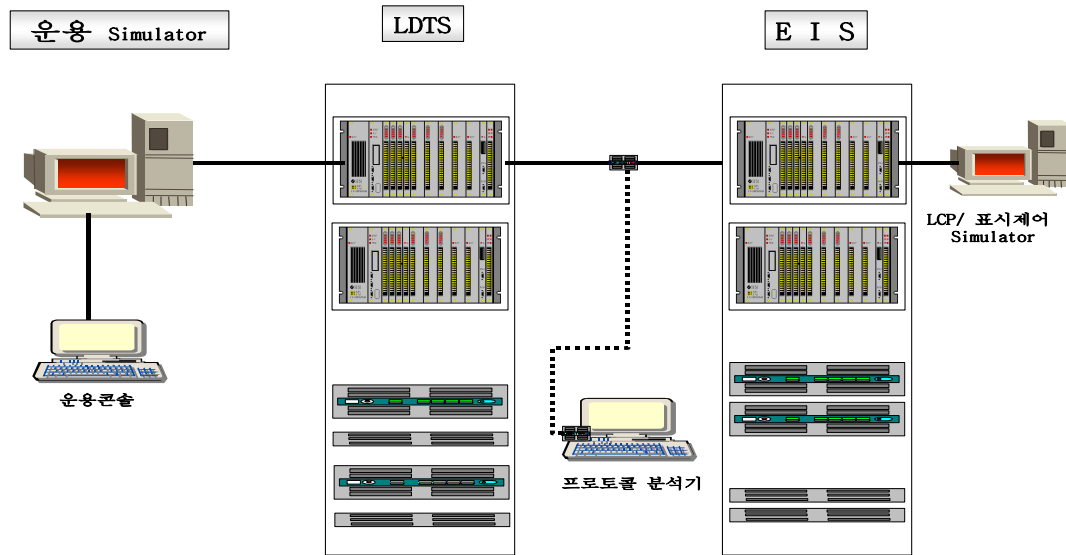 운용 Simulator
LDTS
E I S
LCP/ 표시제어
Simulator
운용콘솔
프로토콜 분석기